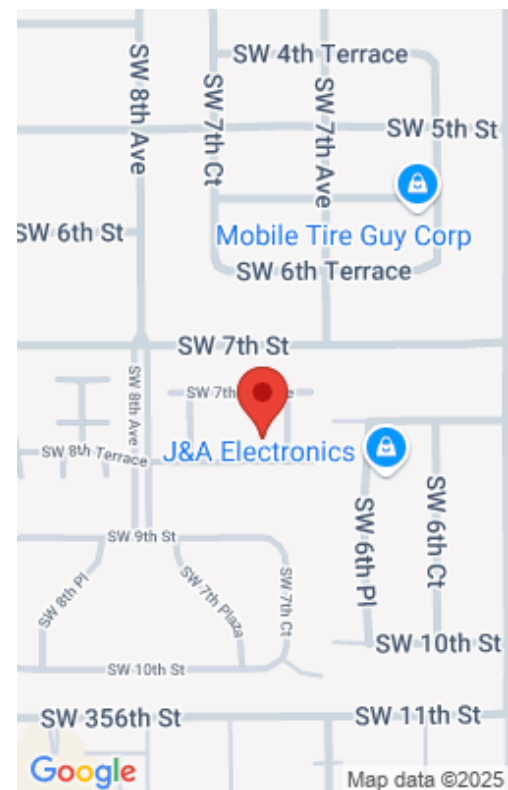 SW 4th Terrace
SW 8th Ave
SW 7th Ct
SW 7th Ave
SW 5th St
SW 6th St
Mobile Tire Guy Corp
SW 6th Terrace
SW 7th St
SW 8th Ave
SW 7th
J&A Electronics
SW 8th Terrace
SW 6th Pl
SW 6th Ct
SW 9th St
SW 8th Pl
SW 7th Plaza
SW 7th Ct
SW 10th St
SW 10th St
SW 356th St
SW 11th St
Google
Map data ©2025